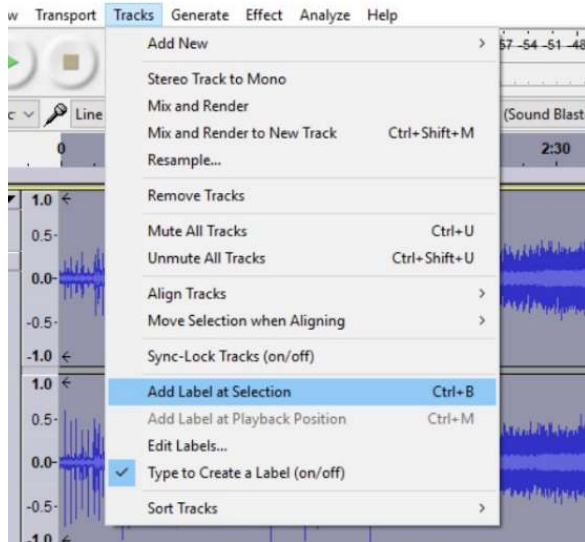 w Transport Tracks Generate Effect Analyze Help
Add New >
57 -54 -51 -48
Stereo Track to Mono
Mix and Render
c Line
Mix and Render to New Track Ctrl+Shift+M
(Sound Blast
0
Resample...
2:30
Remove Tracks
1.0
Mute All Tracks Ctrl+U
0.5-
Unmute All Tracks Ctrl+Shift+U
0.0-
Align Tracks >
Move Selection when Aligning >
-0.5-
Sync-Lock Tracks (on/off)
-1.0
1.0
Add Label at Selection Ctrl+B
0.5-
Add Label at Playback Position Ctrl+M
Edit Labels...
0.0-
Type to Create a Label (on/off)
-0.5-
Sort Tracks >
-1.0